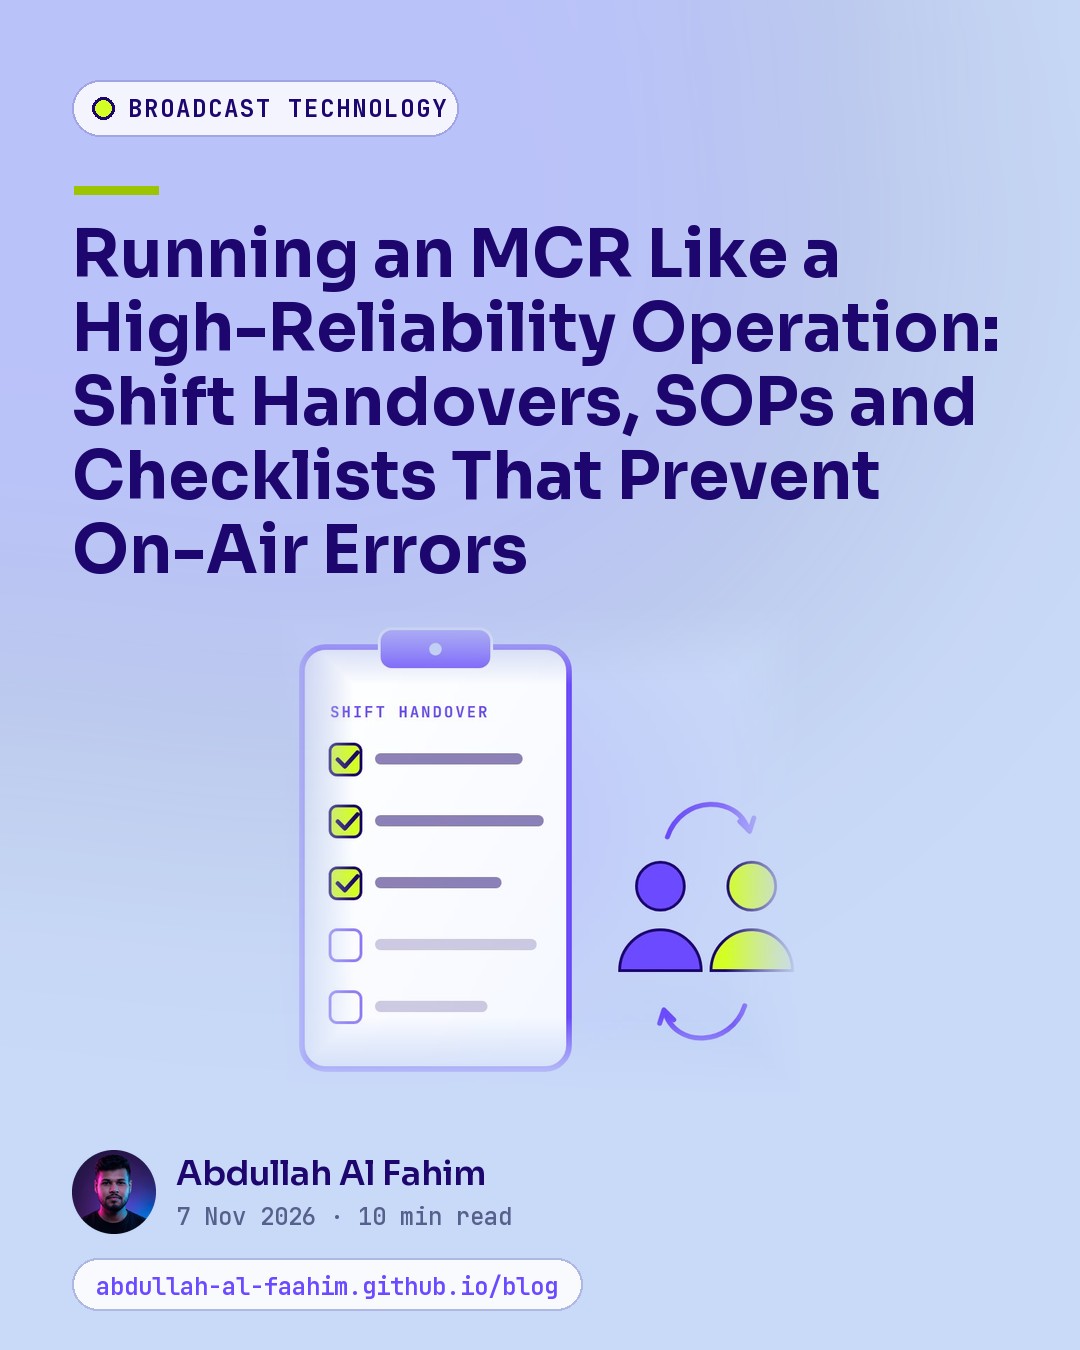 BROADCAST TECHNOLOGY
Running an MCR Like a
High-Reliability Operation:
Shift Handovers, SOPs and
Checklists That Prevent
On-Air Errors
SHIFT HANDOVER
Abdullah Al Fahim
7 Nov 2026 · 10 min read
abdullah-al-faahim.github.io/blog